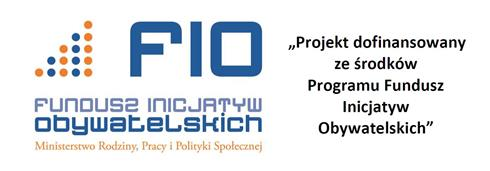 FIO
FUNDUSZ INICJATYW
obywatelskich
Ministerstwo Rodziny, Pracy i Polityki Społecznej
„Projekt dofinansowany
ze środków
Programu Fundusz
Inicjatyw
Obywatelskich”